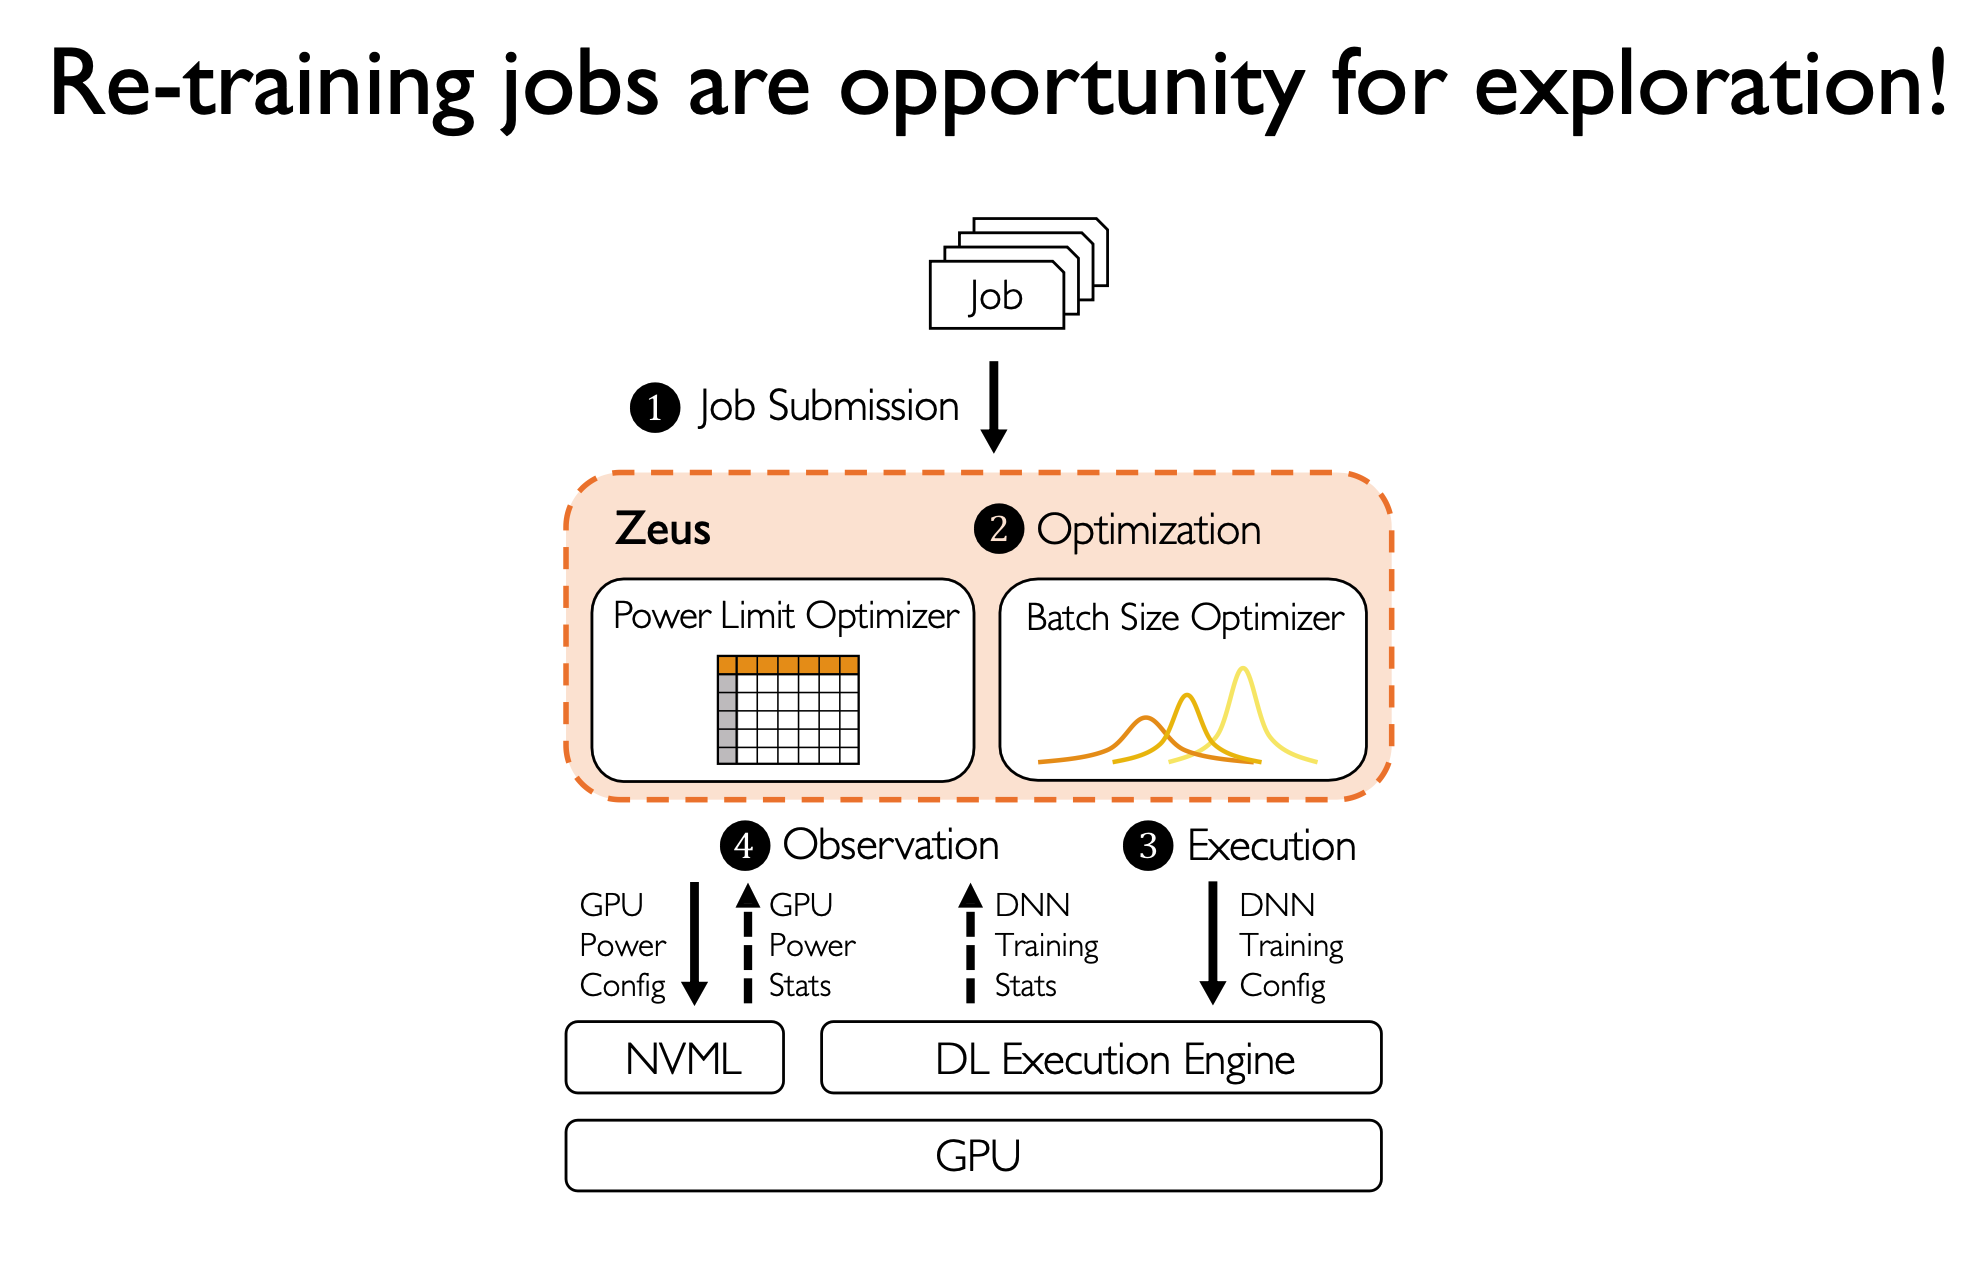 Re-training jobs are opportunity for exploration!
Job
1 Job Submission
Zeus
2 Optimization
Power Limit Optimizer
Batch Size Optimizer
4 Observation
3 Execution
GPU
Power
Config
GPU
Power
Stats
DNN
Training
Stats
DNN
Training
Config
NVML
DL Execution Engine
GPU